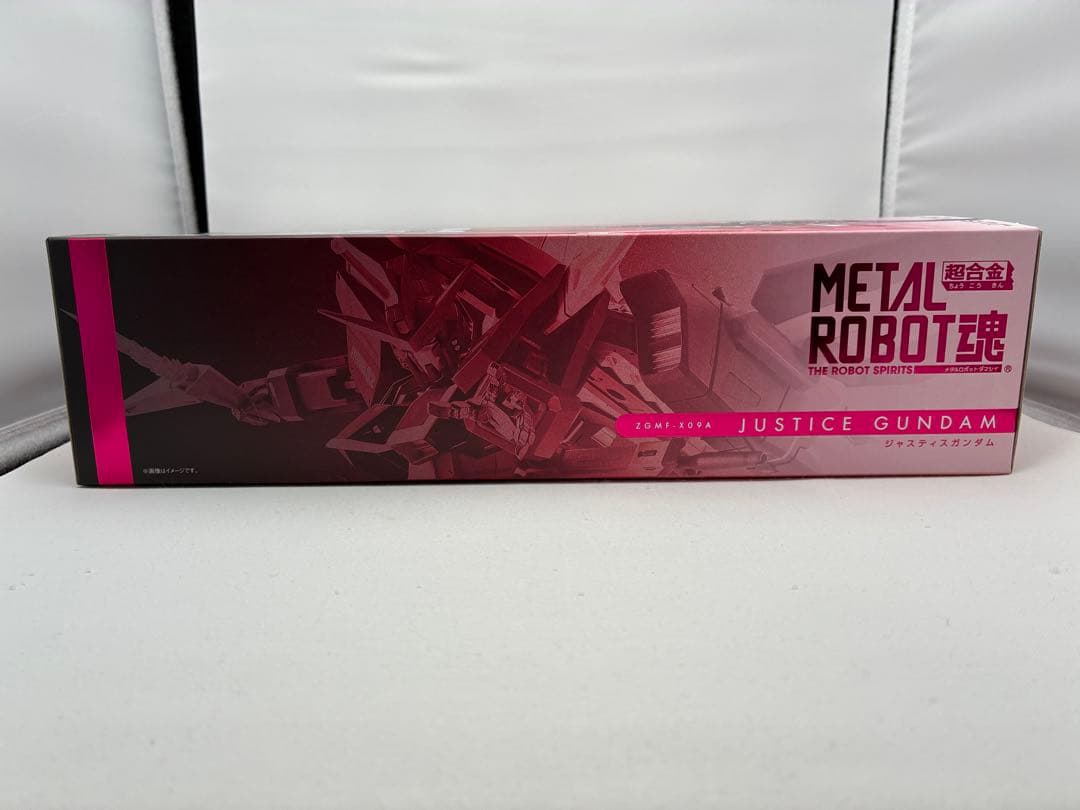 METAL
超合金
ちょう ごう きん
ROBOT魂
THE ROBOT SPIRITS
メタルロボットダマシイ
®
ZGMF-X09A JUSTICE GUNDAM
ジャスティスガンダム
※画像はイメージです。